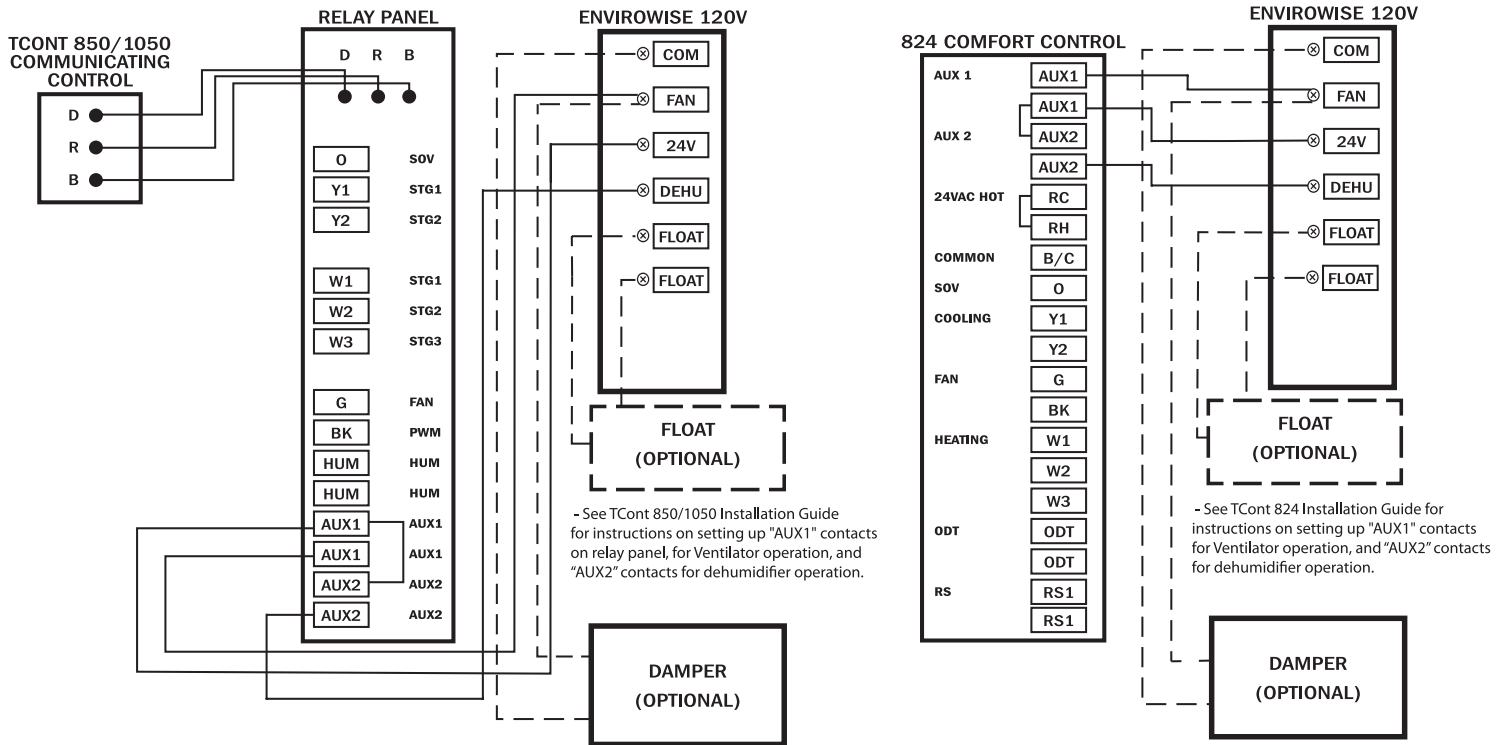 TCONT 850/1050
COMMUNICATING
CONTROL
D
R
B
RELAY PANEL
D R B
O SOV
Y1 STG1
Y2 STG2
W1 STG1
W2 STG2
W3 STG3
G FAN
BK PWM
HUM HUM
HUM HUM
AUX1 AUX1
AUX1 AUX1
AUX2 AUX2
AUX2 AUX2
ENVIROWISE 120V
COM
FAN
24V
DEHU
FLOAT
FLOAT
FLOAT
(OPTIONAL)
- See TCont 850/1050 Installation Guide
for instructions on setting up "AUX1" contacts
on relay panel, for Ventilator operation, and
“AUX2” contacts for dehumidifier operation.
DAMPER
(OPTIONAL)
824 COMFORT CONTROL
AUX 1 AUX1
AUX1
AUX 2 AUX2
AUX2
24VAC HOT RC
RH
COMMON B/C
SOV O
COOLING Y1
Y2
FAN G
BK
HEATING W1
W2
W3
ODT ODT
ODT
RS RS1
RS1
ENVIROWISE 120V
COM
FAN
24V
DEHU
FLOAT
FLOAT
FLOAT
(OPTIONAL)
- See TCont 824 Installation Guide for
instructions on setting up "AUX1" contacts
for Ventilator operation, and “AUX2” contacts
for dehumidifier operation.
DAMPER
(OPTIONAL)